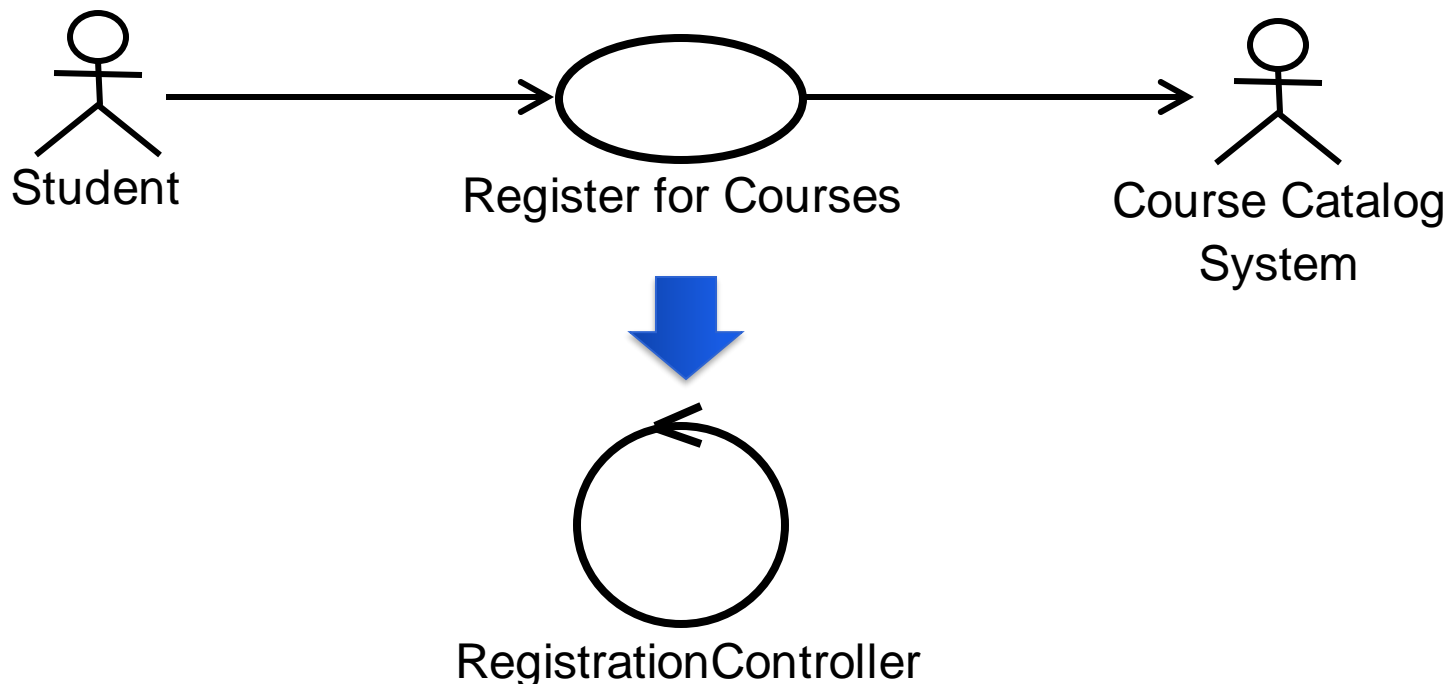 Student
Register for Courses
Course Catalog
System
RegistrationController